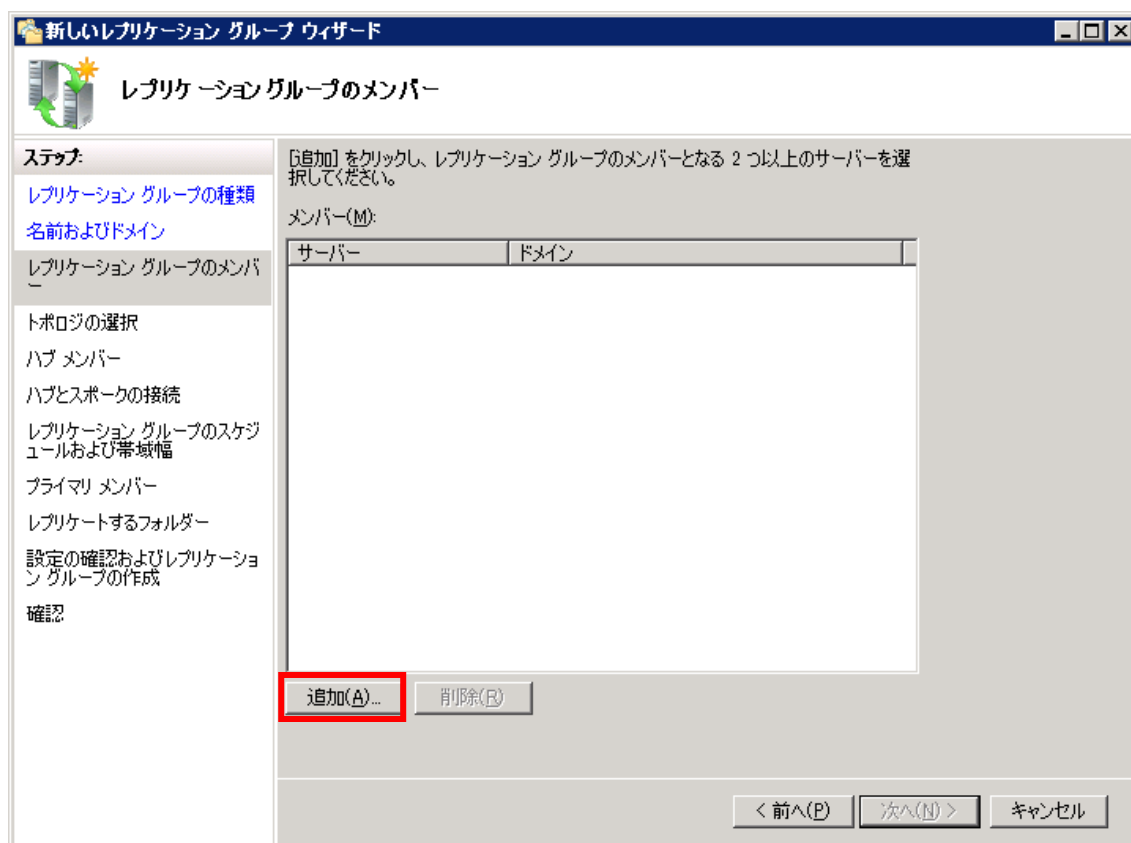 新しいレプリケーション グループ ウィザード
レプリケーション グループのメンバー
ステップ:
レプリケーション グループの種類
名前およびドメイン
レプリケーション グループのメンバ
ー
トポロジの選択
ハブ メンバー
ハブとスポークの接続
レプリケーション グループのスケジ
ュールおよび帯域幅
プライマリ メンバー
レプリケートするフォルダー
設定の確認およびレプリケーショ
ン グループの作成
確認
[追加] をクリックし、レプリケーション グループのメンバーとなる 2 つ以上のサーバーを選
択してください。
メンバー(M):
サーバー ドメイン
追加(A)... 削除(R)
< 前へ(P) 次へ(N) > キャンセル